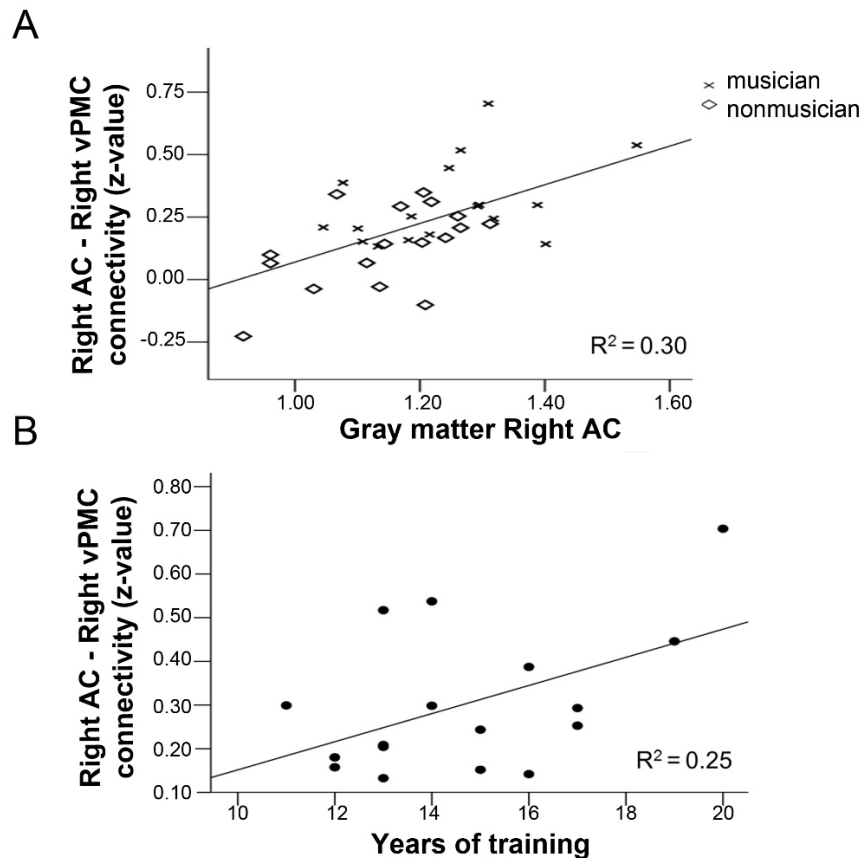 A
Right AC - Right vPMC
connectivity (z-value)
0.75
0.50
0.25
0.00
-0.25
musician
nonmusician
R² = 0.30
1.00 1.20 1.40 1.60
Gray matter Right AC
B
Right AC - Right vPMC
connectivity (z-value)
0.80
0.70
0.60
0.50
0.40
0.30
0.20
0.10
R² = 0.25
10 12 14 16 18 20
Years of training